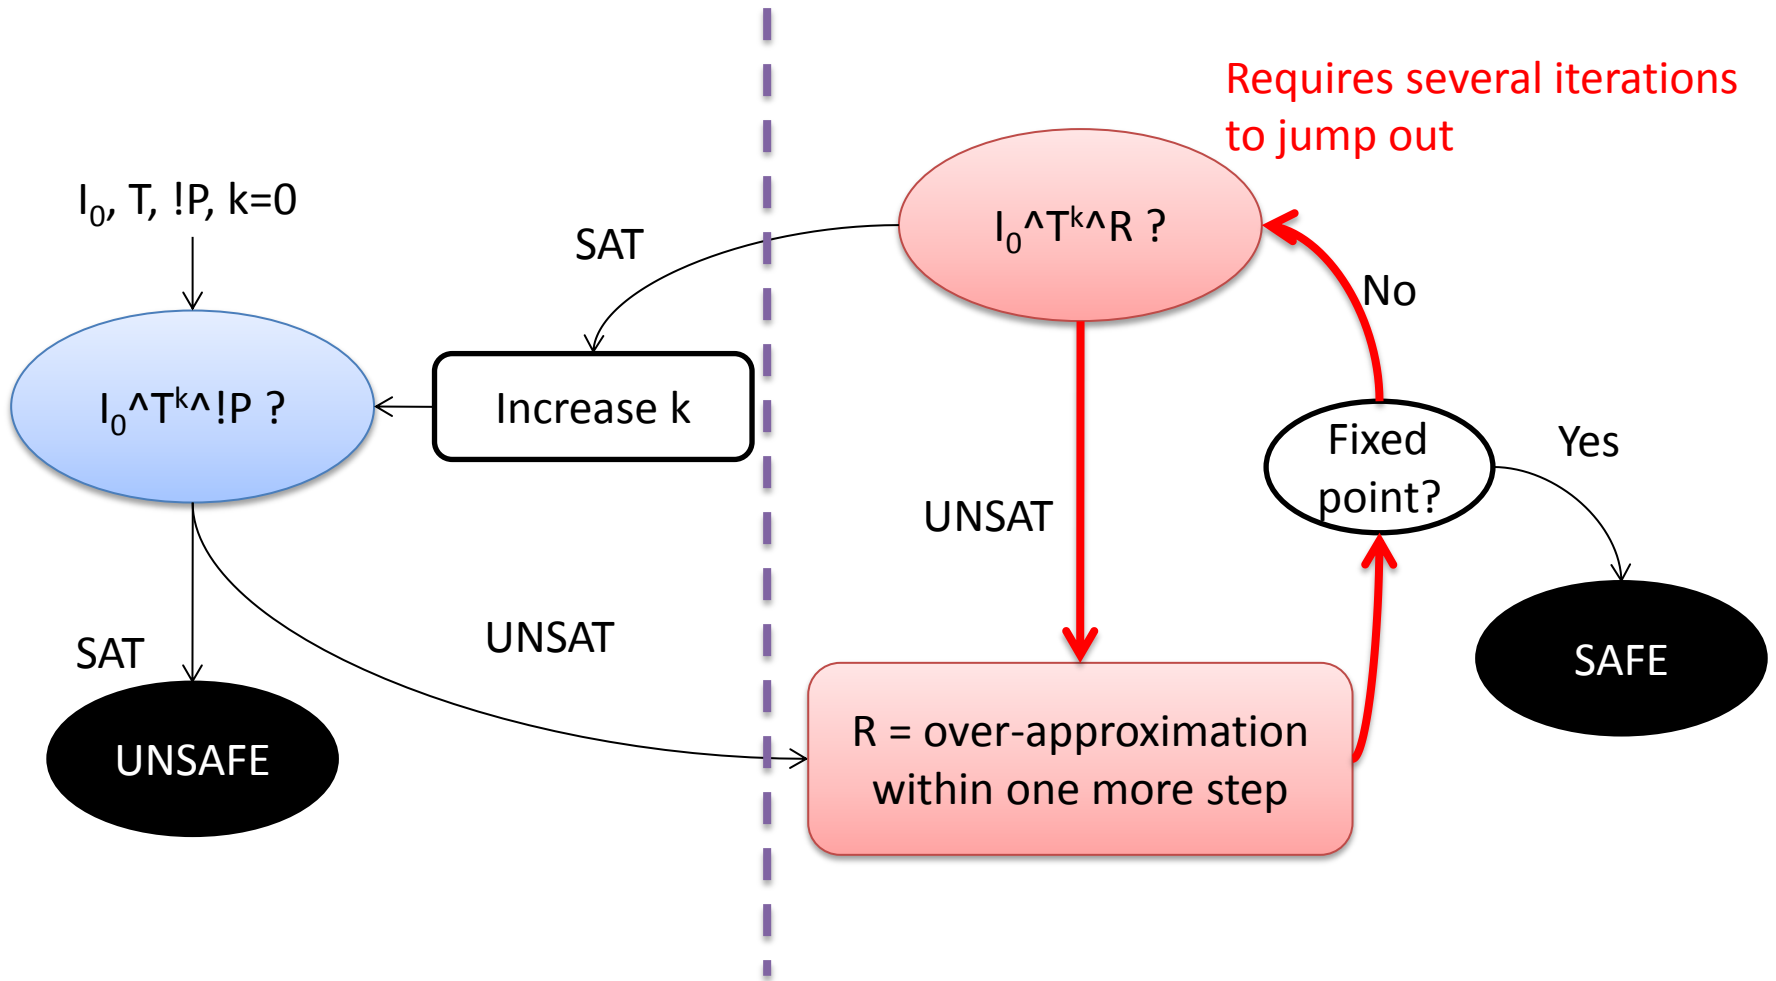 Requires several iterations
to jump out
I₀, T, !P, k=0
SAT
I₀^Tᵏ^R ?
No
I₀^Tᵏ^!P ?
Increase k
Fixed
point?
Yes
UNSAT
SAT
UNSAT
UNSAFE
R = over-approximation
within one more step
SAFE